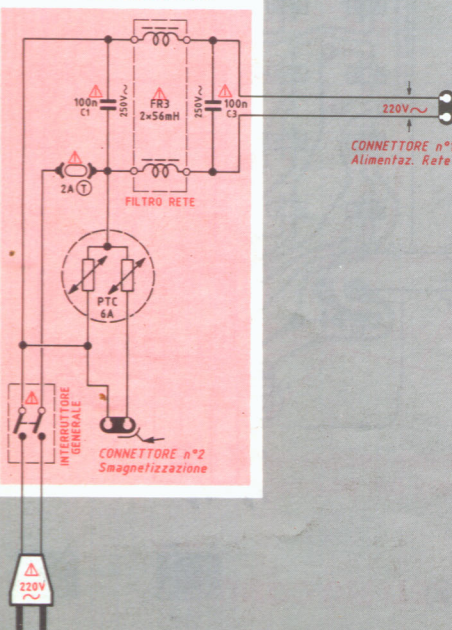 100n
C1
250V~
FR3
2×56mH
250V~
100n
C3
220V~
CONNETTORE n°
Alimentaz. Rete
2A T
FILTRO RETE
PTC
6A
INTERRUTTORE
GENERALE
CONNETTORE n°2
Smagnetizzazione
220V
~